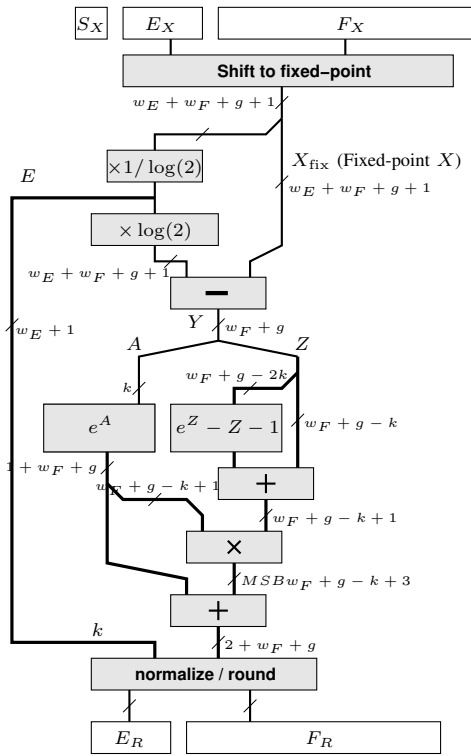 S_X E_X F_X
Shift to fixed–point
w_E + w_F + g + 1
×1/ log(2)
X_fix (Fixed-point X)
E
w_E + w_F + g + 1
× log(2)
w_E + w_F + g + 1
−
Y
w_F + g
w_E + 1
A Z
w_F + g − 2k
k
e^A
e^Z − Z − 1
w_F + g − k
1 + w_F + g
+
w_F + g − k + 1
w_F + g − k + 1
×
MSBw_F + g − k + 3
+
k
2 + w_F + g
normalize / round
E_R F_R